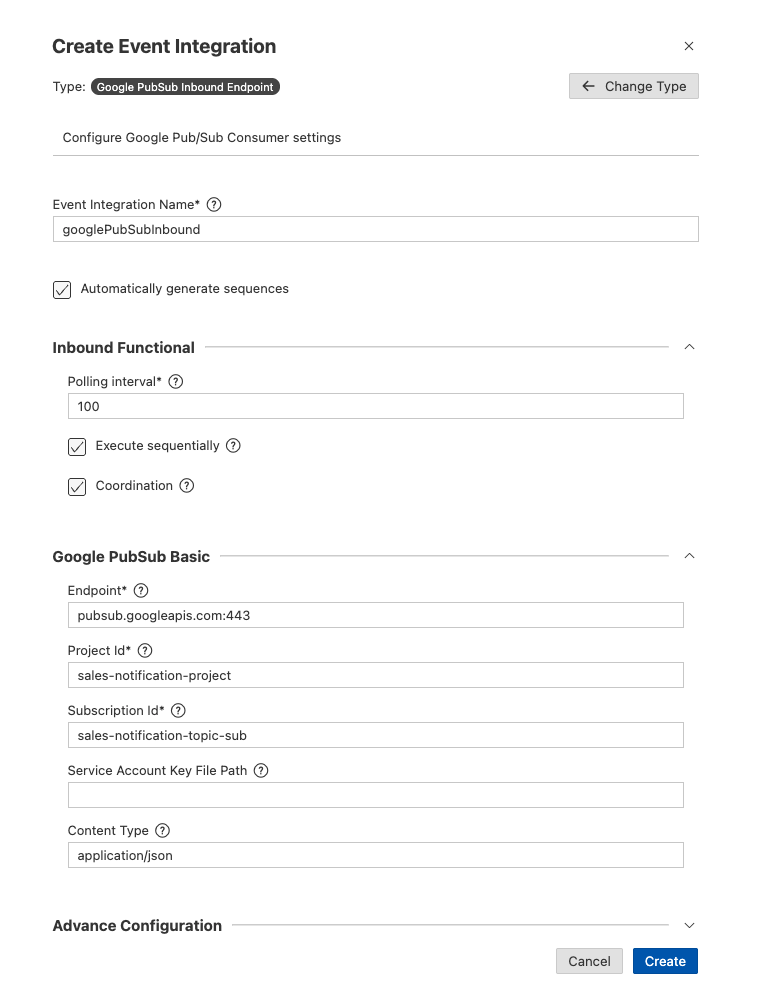 Create Event Integration
Type: Google PubSub Inbound Endpoint
Change Type
Configure Google Pub/Sub Consumer settings
Event Integration Name*
googlePubSubInbound
Automatically generate sequences
Inbound Functional
Polling interval*
100
Execute sequentially
Coordination
Google PubSub Basic
Endpoint*
pubsub.googleapis.com:443
Project Id*
sales-notification-project
Subscription Id*
sales-notification-topic-sub
Service Account Key File Path
Content Type
application/json
Advance Configuration
Cancel
Create